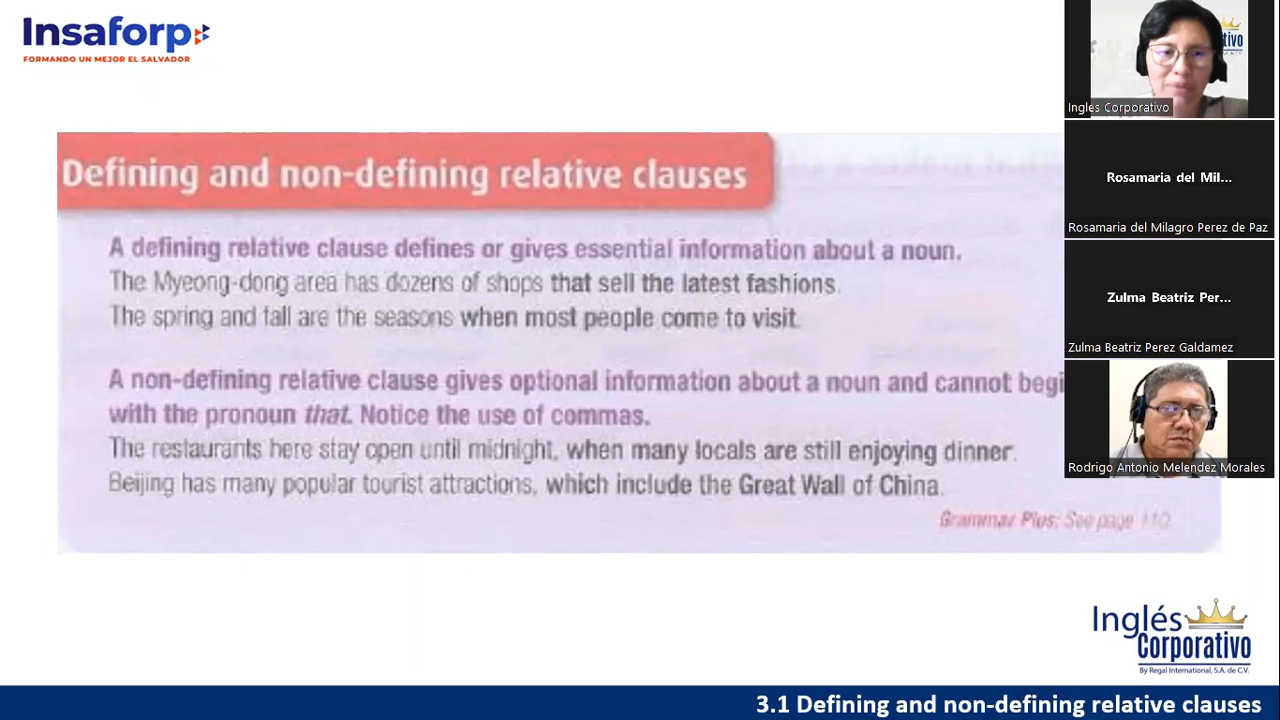 Insaforp
FORMANDO UN MEJOR EL SALVADOR
Defining and non-defining relative clauses
A defining relative clause defines or gives essential information about a noun.
The Myeong-dong area has dozens of shops that sell the latest fashions.
The spring and fall are the seasons when most people come to visit.
A non-defining relative clause gives optional information about a noun and cannot begi
with the pronoun that. Notice the use of commas.
The restaurants here stay open until midnight, when many locals are still enjoying dinner.
Beijing has many popular tourist attractions, which include the Great Wall of China.
Grammar Plus: See page 110.
tivo
Ingles Corporativo
Rosamaria del Mil...
Rosamaria del Milagro Perez de Paz
Zulma Beatriz Per...
Zulma Beatriz Perez Galdamez
Rodrigo Antonio Melendez Morales
Inglés
Corporativo
By Regal International, S.A. de C.V.
3.1 Defining and non-defining relative clauses